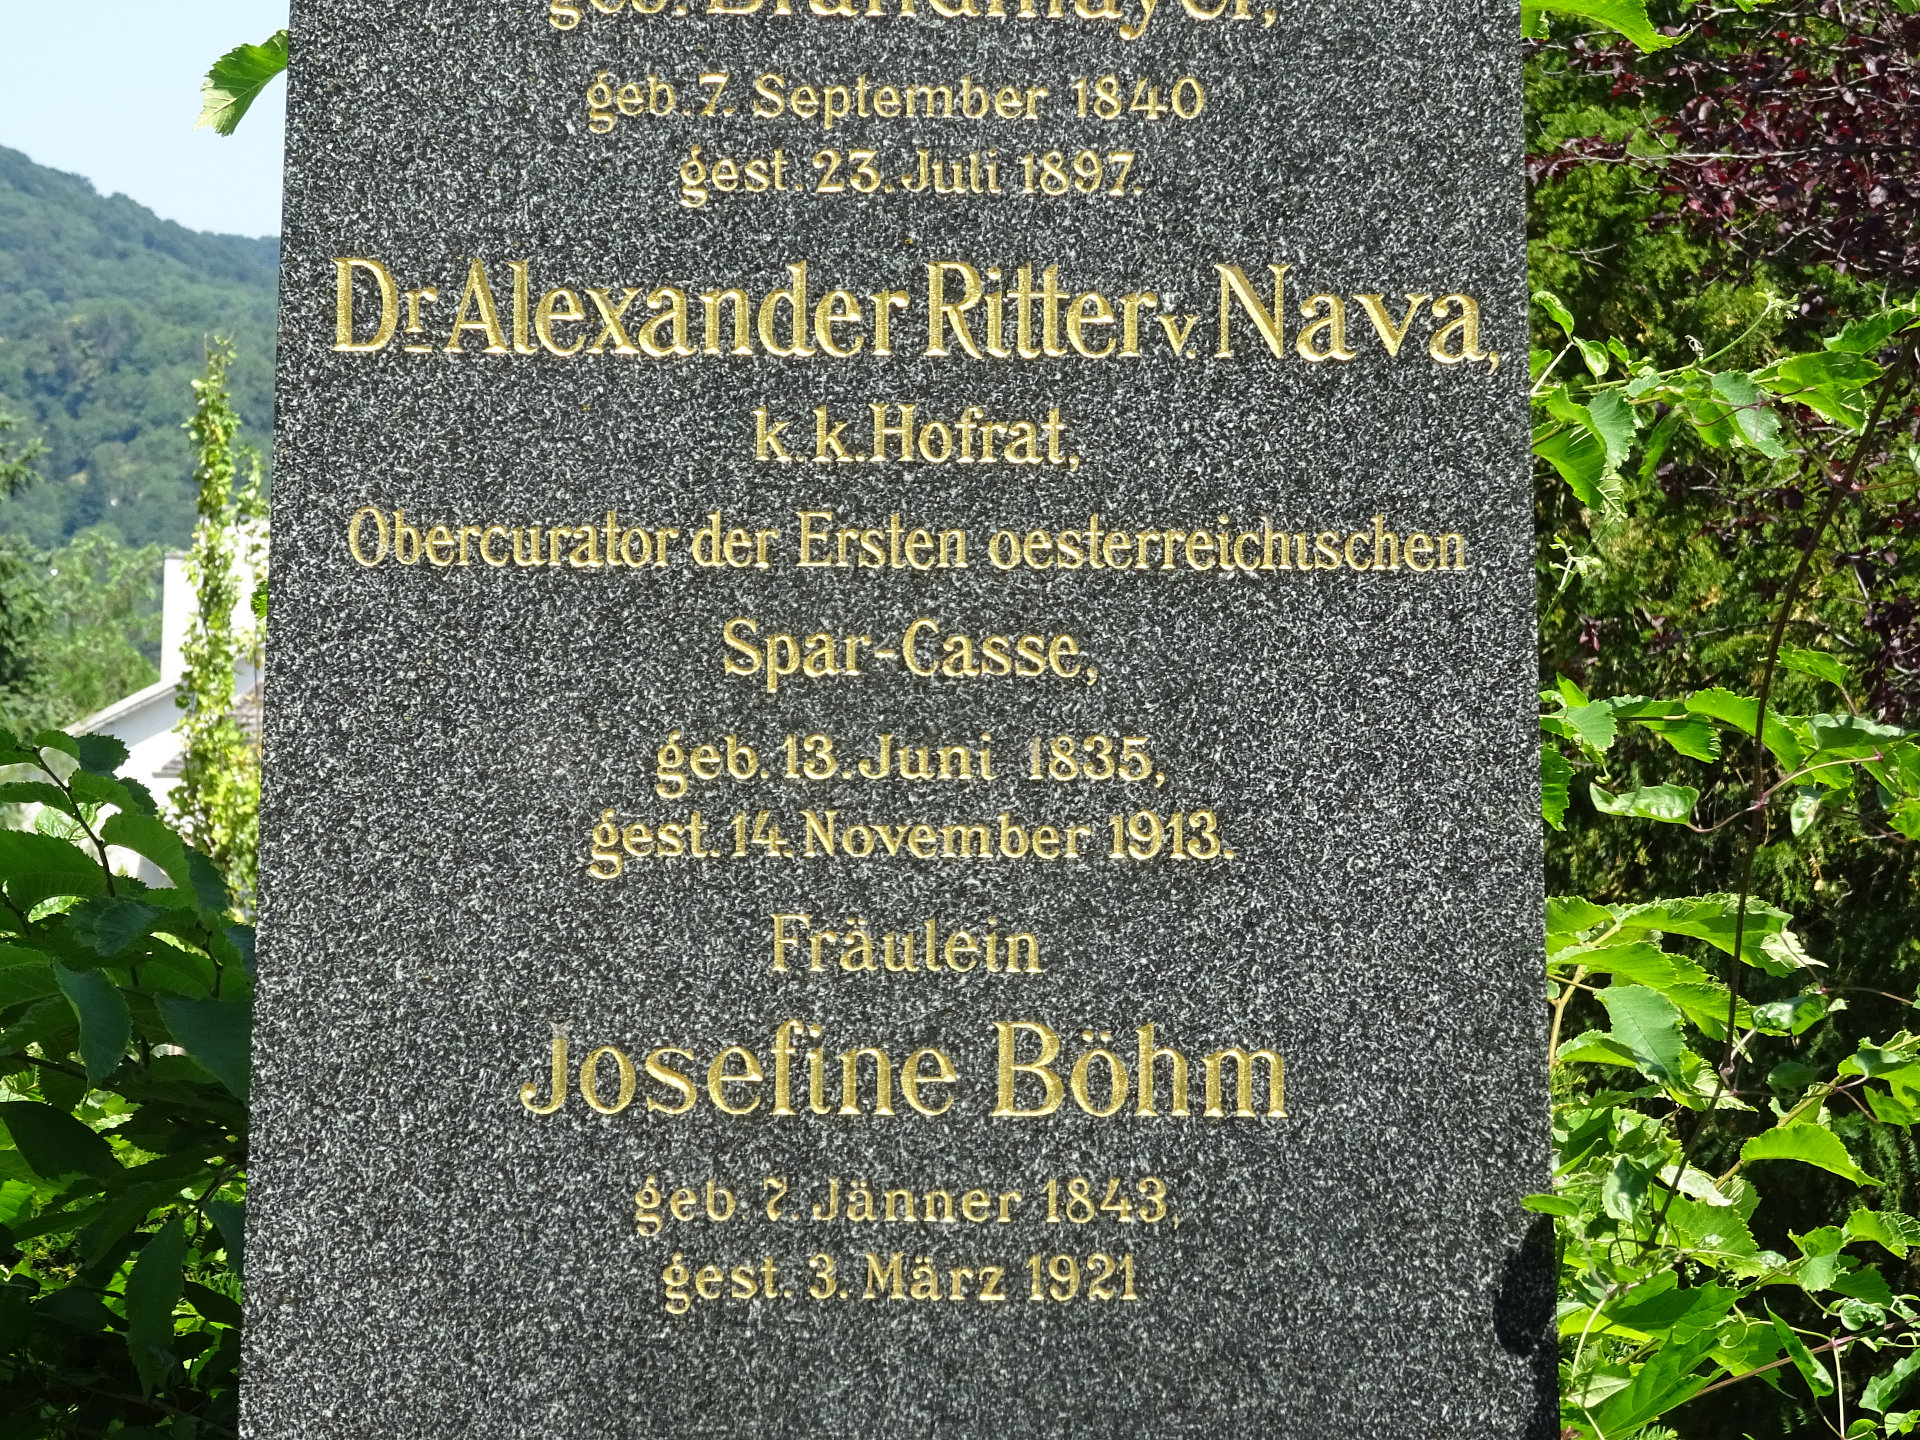 geb. Brandmayer,
geb. 7. September 1840
gest. 23. Juli 1897.
Dr. Alexander Ritter v. Nava,
k. k. Hofrat,
Obercurator der Ersten oesterreichischen
Spar-Casse,
geb. 13. Juni 1835,
gest. 14. November 1913.
Fräulein
Josefine Böhm
geb. 7. Jänner 1843,
gest. 3. März 1921